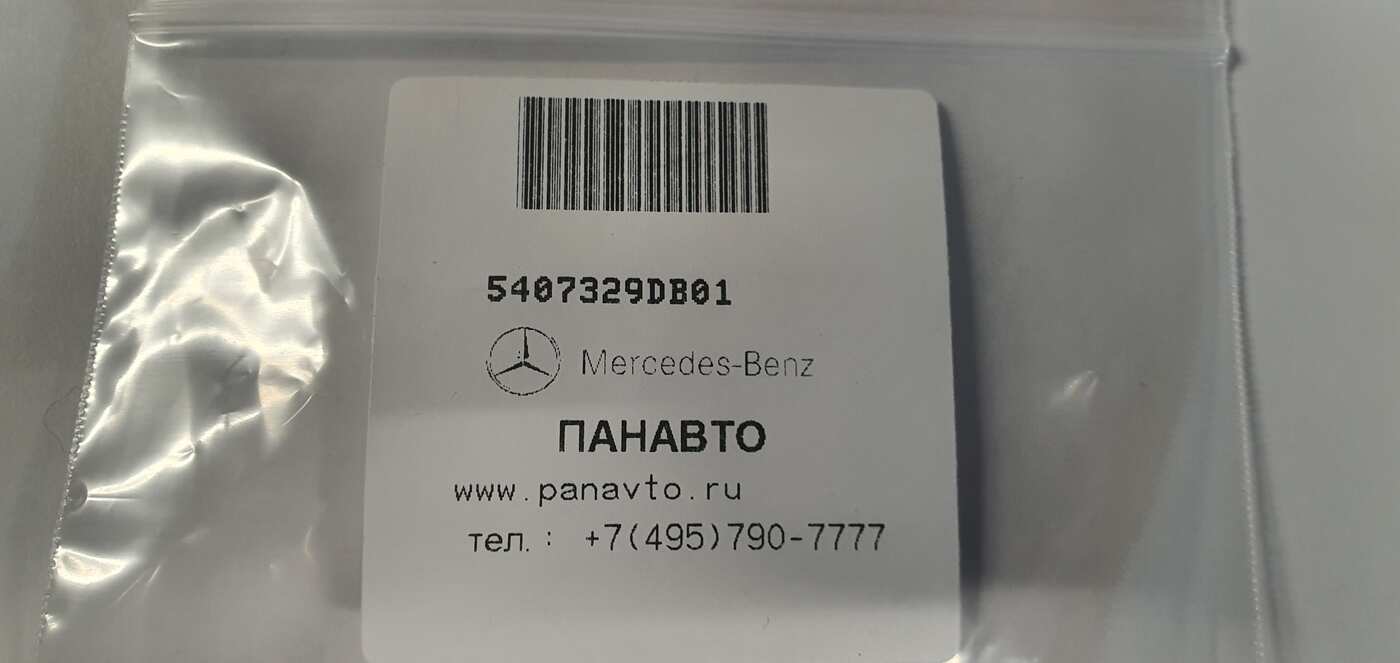 5407329DB01
Mercedes-Benz
ПАНАВТО
www.panavto.ru
тел. : +7(495)790-7777